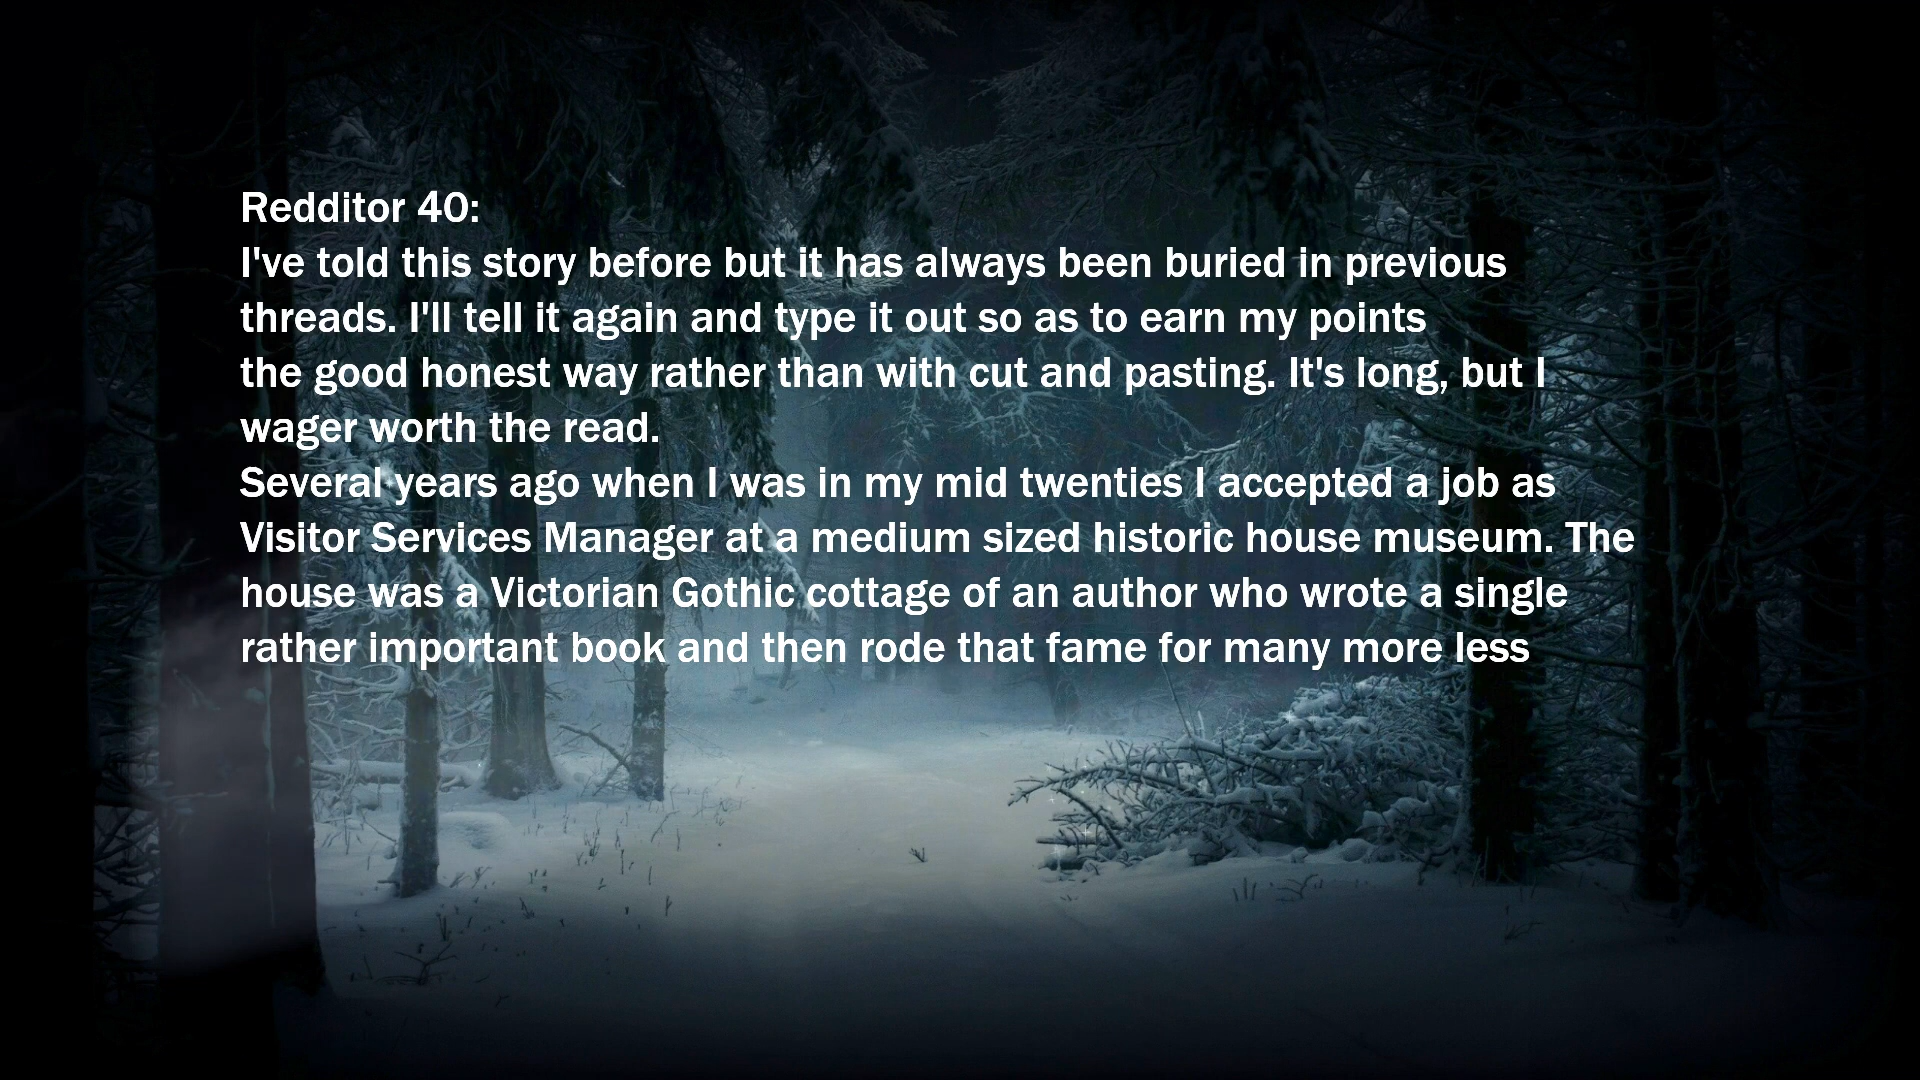 Redditor 40:
I've told this story before but it has always been buried in previous
threads. I'll tell it again and type it out so as to earn my points
the good honest way rather than with cut and pasting. It's long, but I
wager worth the read.
Several years ago when I was in my mid twenties I accepted a job as
Visitor Services Manager at a medium sized historic house museum. The
house was a Victorian Gothic cottage of an author who wrote a single
rather important book and then rode that fame for many more less